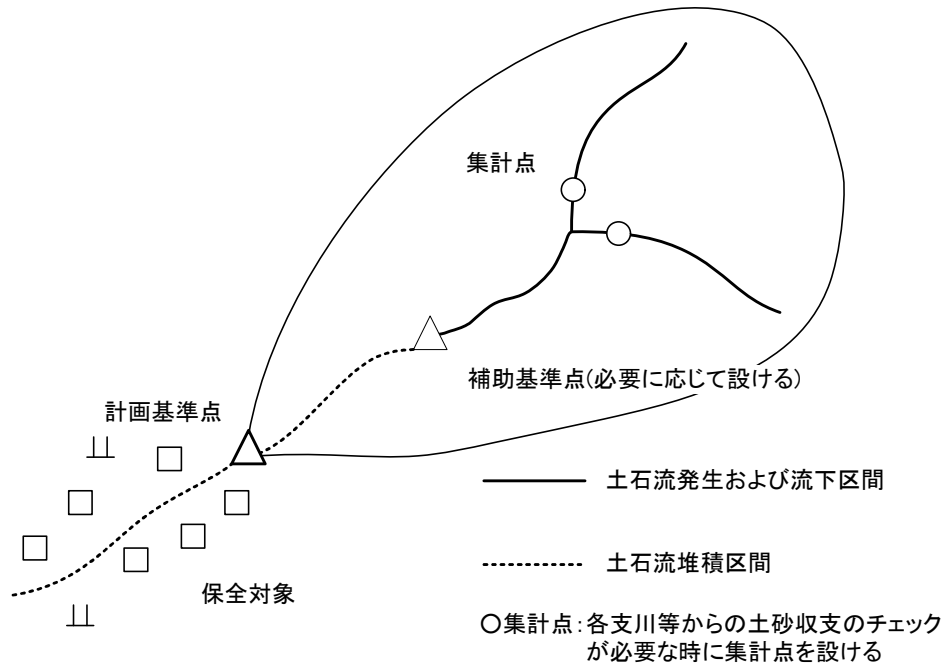 集計点
補助基準点(必要に応じて設ける)
計画基準点
土石流発生および流下区間
土石流堆積区間
保全対象
○集計点：各支川等からの土砂収支のチェック
が必要な時に集計点を設ける